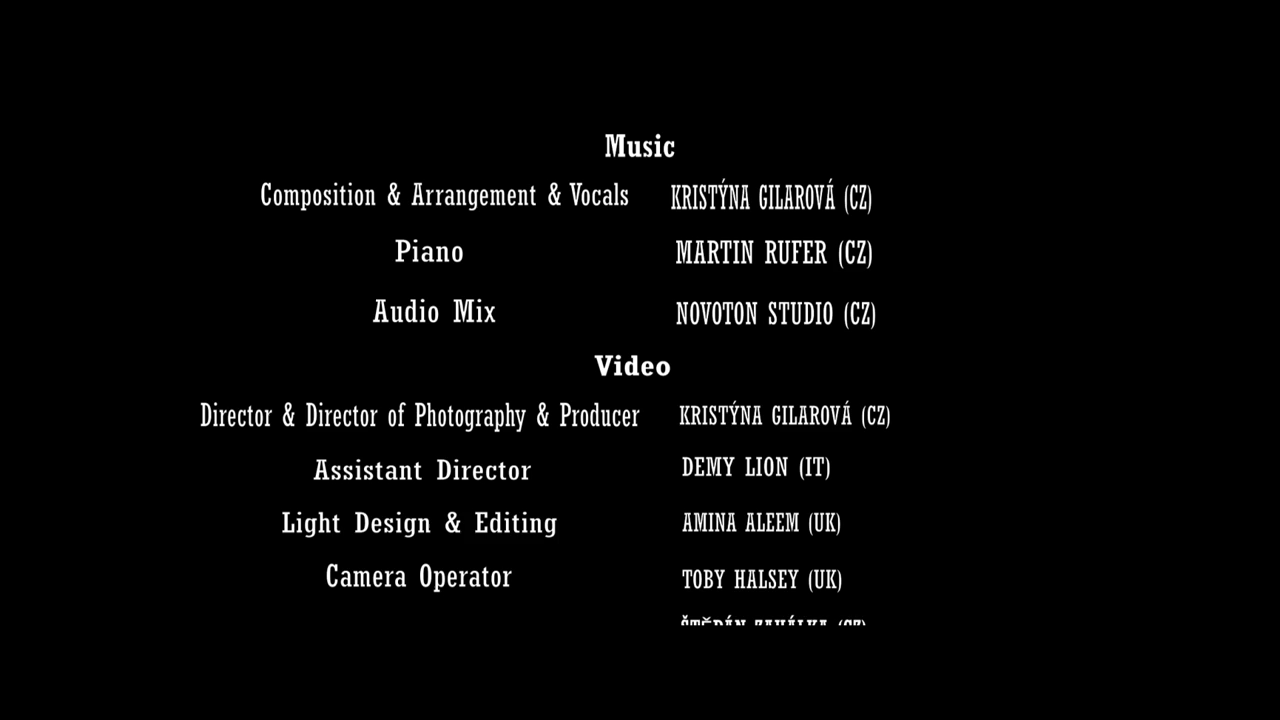 Music
Composition & Arrangement & Vocals KRISTÝNA GILAROVÁ (CZ)
Piano MARTIN RUFER (CZ)
Audio Mix NOVOTON STUDIO (CZ)
Video
Director & Director of Photography & Producer KRISTÝNA GILAROVÁ (CZ)
Assistant Director DEMY LION (IT)
Light Design & Editing AMINA ALEEM (UK)
Camera Operator TOBY HALSEY (UK)